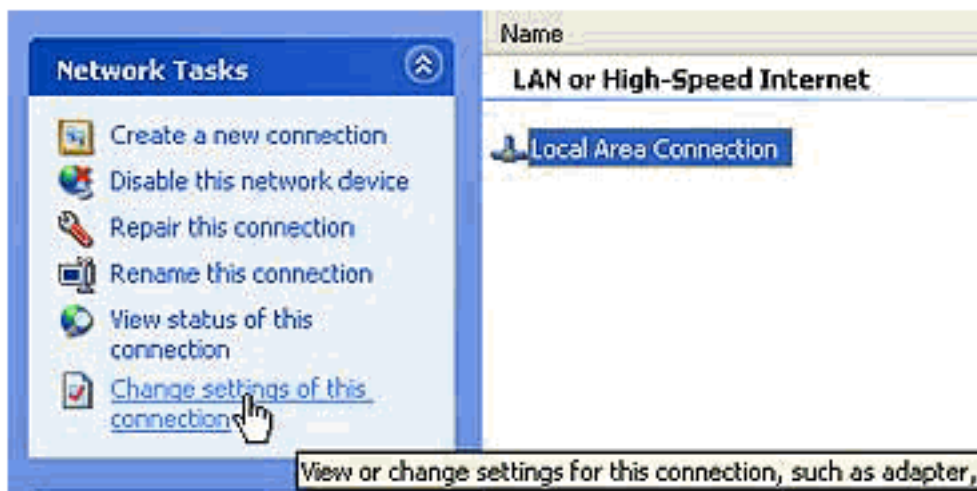 Name
Network Tasks
LAN or High-Speed Internet
Create a new connection
Local Area Connection
Disable this network device
Repair this connection
Rename this connection
View status of this
connection
Change settings of this
connection
View or change settings for this connection, such as adapter,